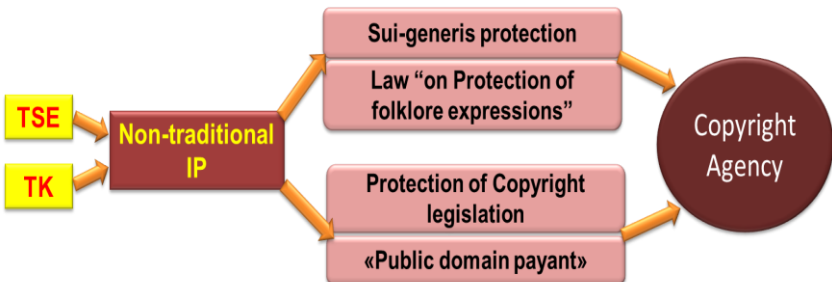 TSE
TK
Non-traditional
IP
Sui-generis protection
Law “on Protection of
folklore expressions”
Protection of Copyright
legislation
«Public domain payant»
Copyright
Agency